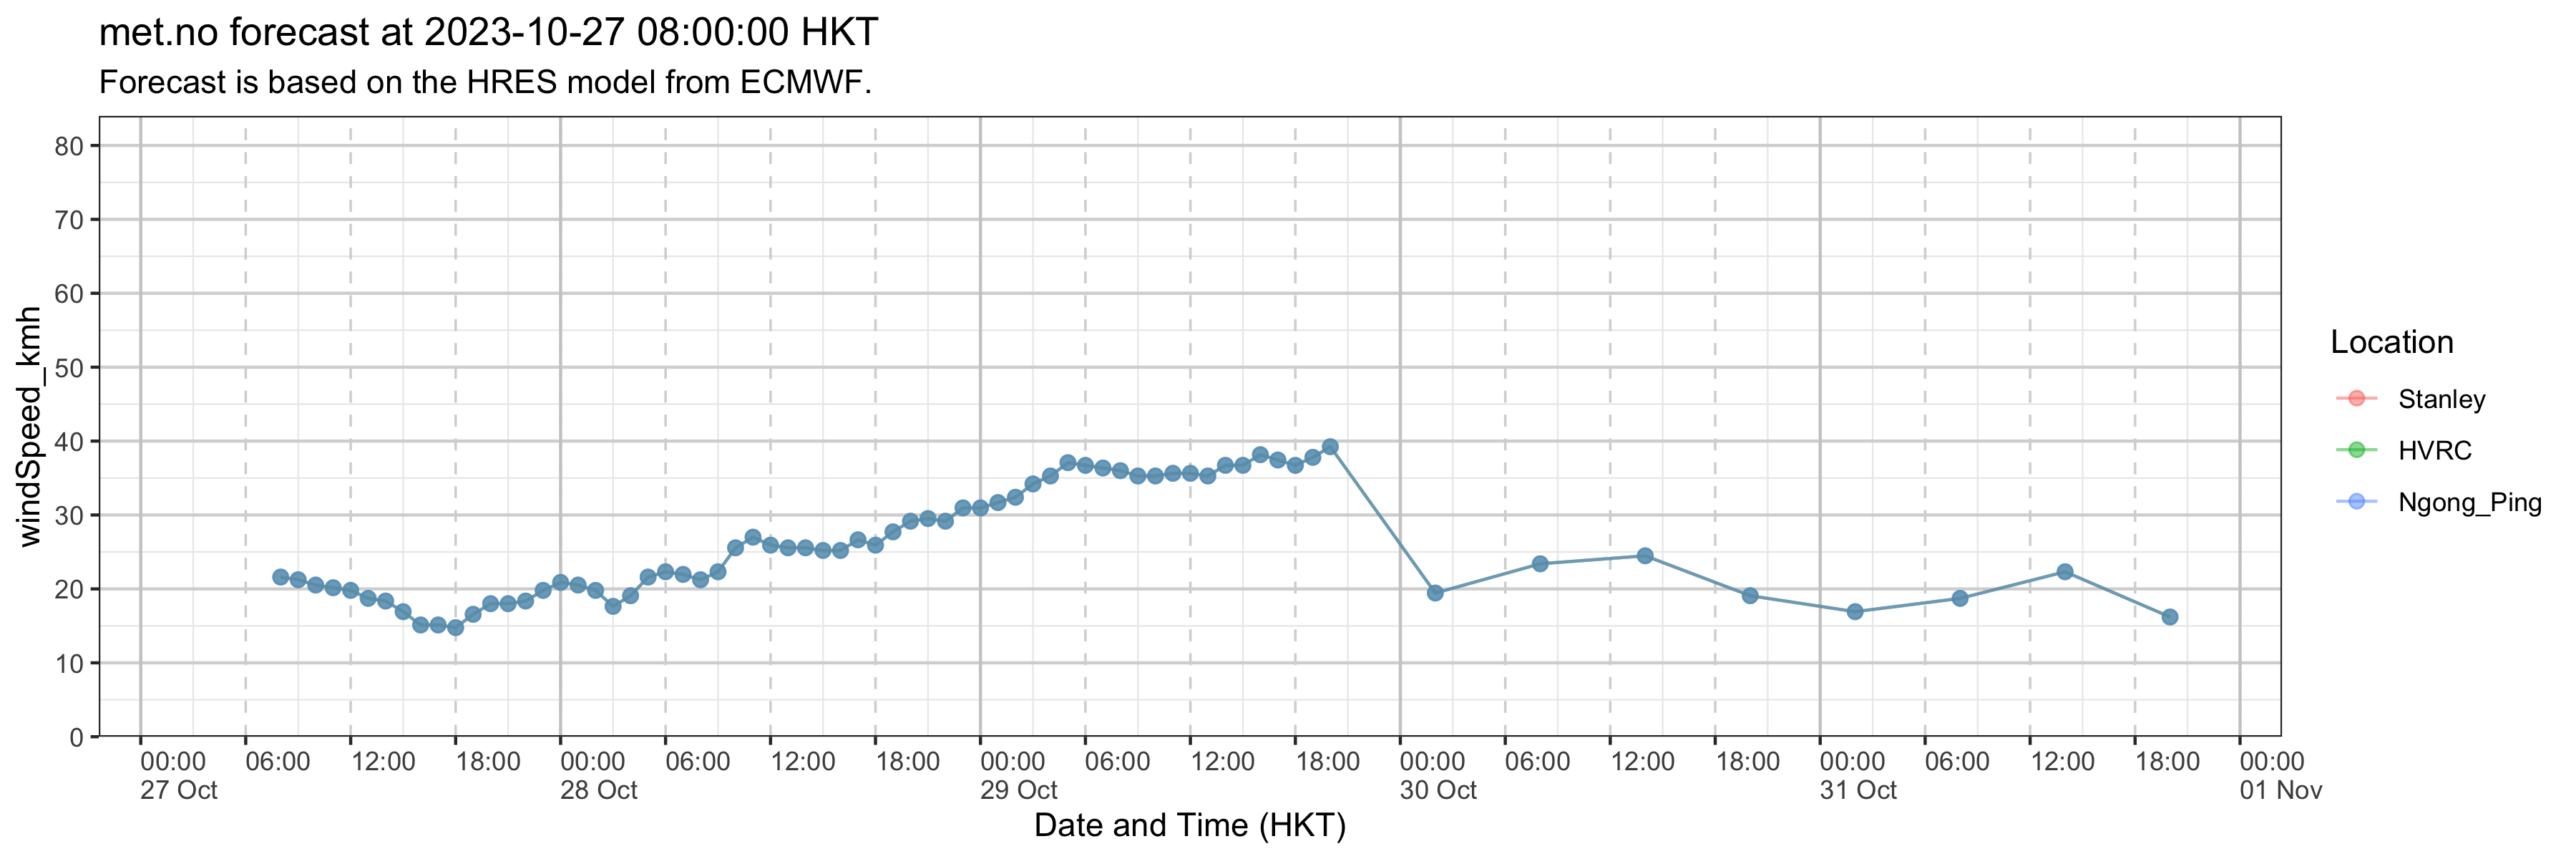 met.no forecast at 2023-10-27 08:00:00 HKT
Forecast is based on the HRES model from ECMWF.
windSpeed_kmh
80
70
60
50
40
30
20
10
0
00:00 06:00 12:00 18:00 00:00 06:00 12:00 18:00 00:00 06:00 12:00 18:00 00:00 06:00 12:00 18:00 00:00 06:00 12:00 18:00 00:00
27 Oct 28 Oct 29 Oct 30 Oct 31 Oct 01 Nov
Date and Time (HKT)
Location
Stanley
HVRC
Ngong_Ping